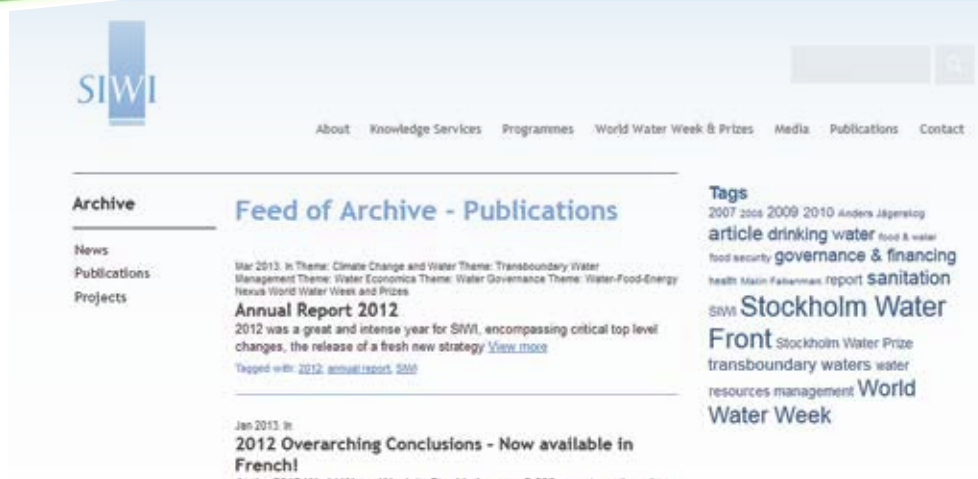 SIWI
About Knowledge Services Programmes World Water Week & Prizes Media Publications Contact
Archive
News
Publications
Projects
Feed of Archive - Publications
Mar 2013. In Theme: Climate Change and Water Theme: Transboundary Water
Management Theme: Water Economics Theme: Water Governance Theme: Water-Food-Energy
Nexus World Water Week and Prizes
Annual Report 2012
2012 was a great and intense year for SIWI, encompassing critical top level
changes, the release of a fresh new strategy View more
Tagged with: 2012, annual report, SIWI
Jan 2013. In
2012 Overarching Conclusions - Now available in
French!
Tags
2007 2008 2009 2010 Anders Jägerskog
article drinking water food & water
food security governance & financing
health Malin Falkenmark report sanitation
SIWI Stockholm Water
Front Stockholm Water Prize
transboundary waters water
resources management World
Water Week